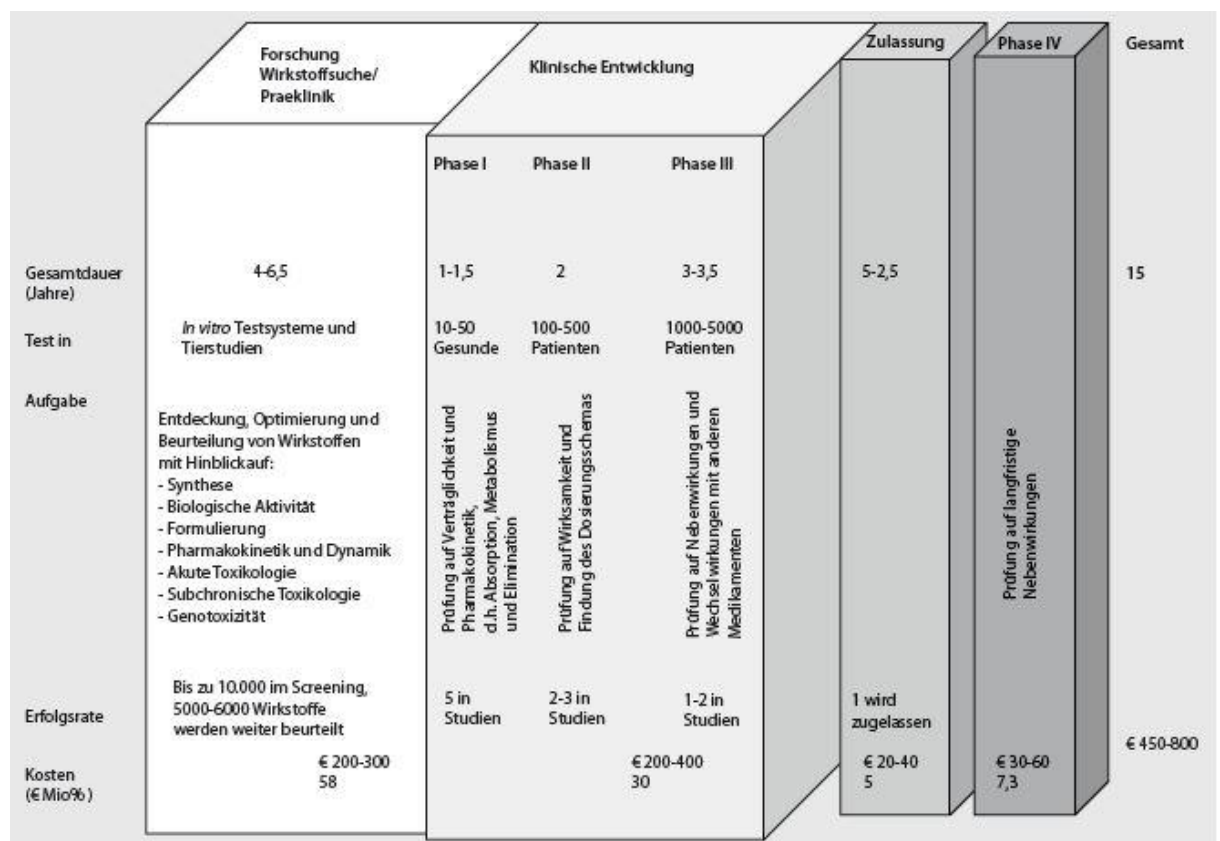 Forschung
Wirkstoffsuche/
Praeklinik
Klinische Entwicklung
Zulassung
Phase IV
Gesamt
Phase I
Phase II
Phase III
Gesamtdauer
(Jahre)
4-6,5
1-1,5
2
3-3,5
5-2,5
15
Test in
In vitro Testsysteme und
Tierstudien
10-50
Gesunde
100-500
Patienten
1000-5000
Patienten
Aufgabe
Entdeckung, Optimierung und
Beurteilung von Wirkstoffen
mit Hinblickauf:
- Synthese
- Biologische Aktivität
- Formulierung
- Pharmakokinetik und Dynamik
- Akute Toxikologie
- Subchronische Toxikologie
- Genotoxizität
Prüfung auf Verträglichkeit und
Pharmakokinetik,
d.h. Absorption, Metabolismus
und Elimination
Prüfung auf Wirksamkeit und
Findung des Dosierungsschemas
Prüfung auf Nebenwirkungen und
Wechselwirkungen mit anderen
Medikamenten
Prüfung auf langfristige
Nebenwirkungen
Erfolgsrate
Bis zu 10.000 im Screening,
5000-6000 Wirkstoffe
werden weiter beurteilt
5 in
Studien
2-3 in
Studien
1-2 in
Studien
1 wird
zugelassen
Kosten
(€ Mio% )
€ 200-300
58
€ 200-400
30
€ 20-40
5
€ 30-60
7,3
€ 450-800